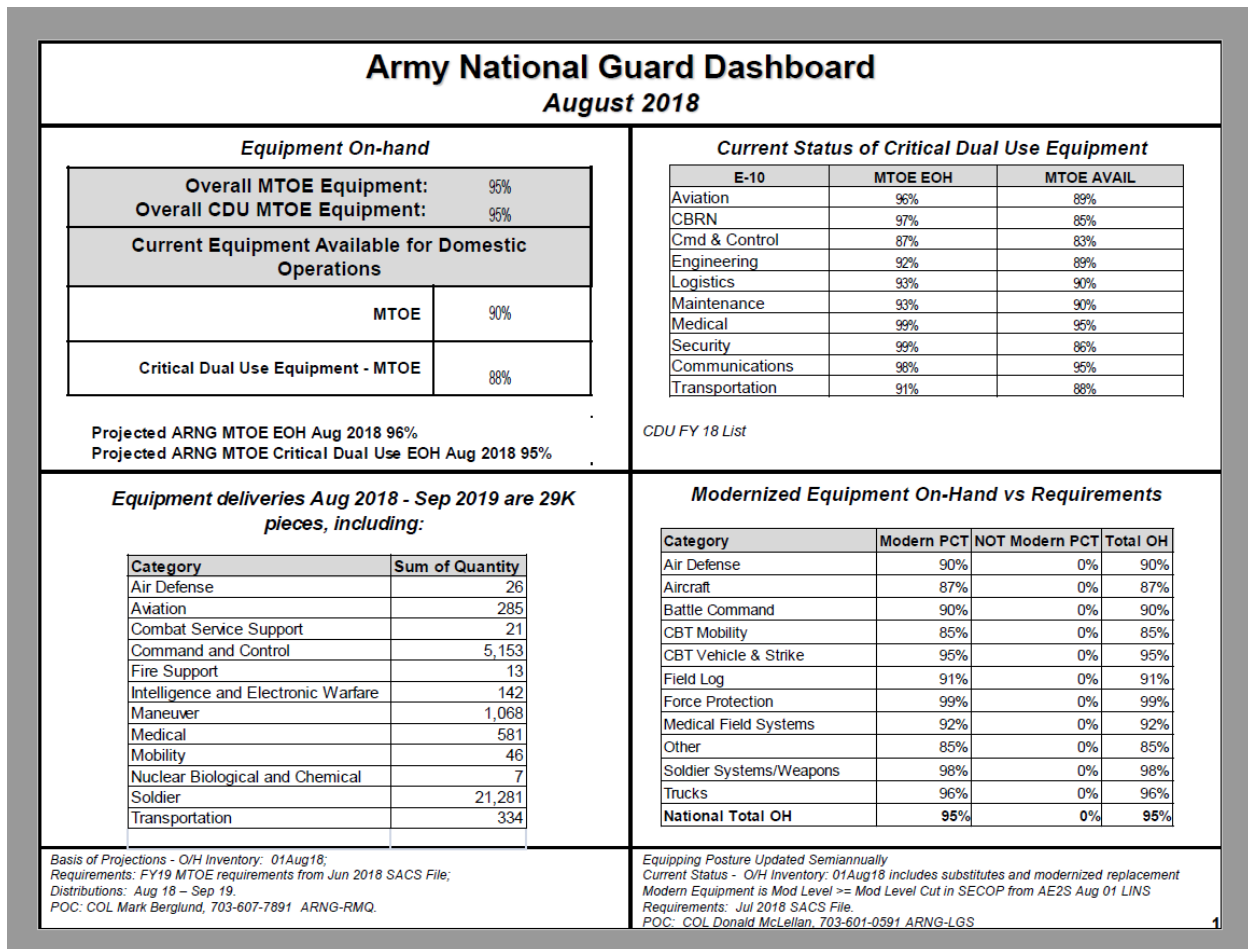 Army National Guard Dashboard
August 2018
Equipment On-hand
Overall MTOE Equipment: 95%
Overall CDU MTOE Equipment: 95%
Current Equipment Available for Domestic
Operations
MTOE 90%
Critical Dual Use Equipment - MTOE 88%
Projected ARNG MTOE EOH Aug 2018 96%
Projected ARNG MTOE Critical Dual Use EOH Aug 2018 95%
Current Status of Critical Dual Use Equipment
E-10 MTOE EOH MTOE AVAIL
Aviation 96% 89%
CBRN 97% 85%
Cmd & Control 87% 83%
Engineering 92% 89%
Logistics 93% 90%
Maintenance 93% 90%
Medical 99% 95%
Security 99% 86%
Communications 98% 95%
Transportation 91% 88%
CDU FY 18 List
Equipment deliveries Aug 2018 - Sep 2019 are 29K
pieces, including:
Category Sum of Quantity
Air Defense 26
Aviation 285
Combat Service Support 21
Command and Control 5,153
Fire Support 13
Intelligence and Electronic Warfare 142
Maneuver 1,068
Medical 581
Mobility 46
Nuclear Biological and Chemical 7
Soldier 21,281
Transportation 334
Modernized Equipment On-Hand vs Requirements
Category Modern PCT NOT Modern PCT Total OH
Air Defense 90% 0% 90%
Aircraft 87% 0% 87%
Battle Command 90% 0% 90%
CBT Mobility 85% 0% 85%
CBT Vehicle & Strike 95% 0% 95%
Field Log 91% 0% 91%
Force Protection 99% 0% 99%
Medical Field Systems 92% 0% 92%
Other 85% 0% 85%
Soldier Systems/Weapons 98% 0% 98%
Trucks 96% 0% 96%
National Total OH 95% 0% 95%
Basis of Projections - O/H Inventory: 01Aug18;
Requirements: FY19 MTOE requirements from Jun 2018 SACS File;
Distributions: Aug 18 – Sep 19.
POC: COL Mark Berglund, 703-607-7891 ARNG-RMQ.
Equipping Posture Updated Semiannually
Current Status - O/H Inventory: 01Aug18 includes substitutes and modernized replacement
Modern Equipment is Mod Level >= Mod Level Cut in SECOP from AE2S Aug 01 LINS
Requirements: Jul 2018 SACS File.
POC: COL Donald McLellan, 703-601-0591 ARNG-LGS
1